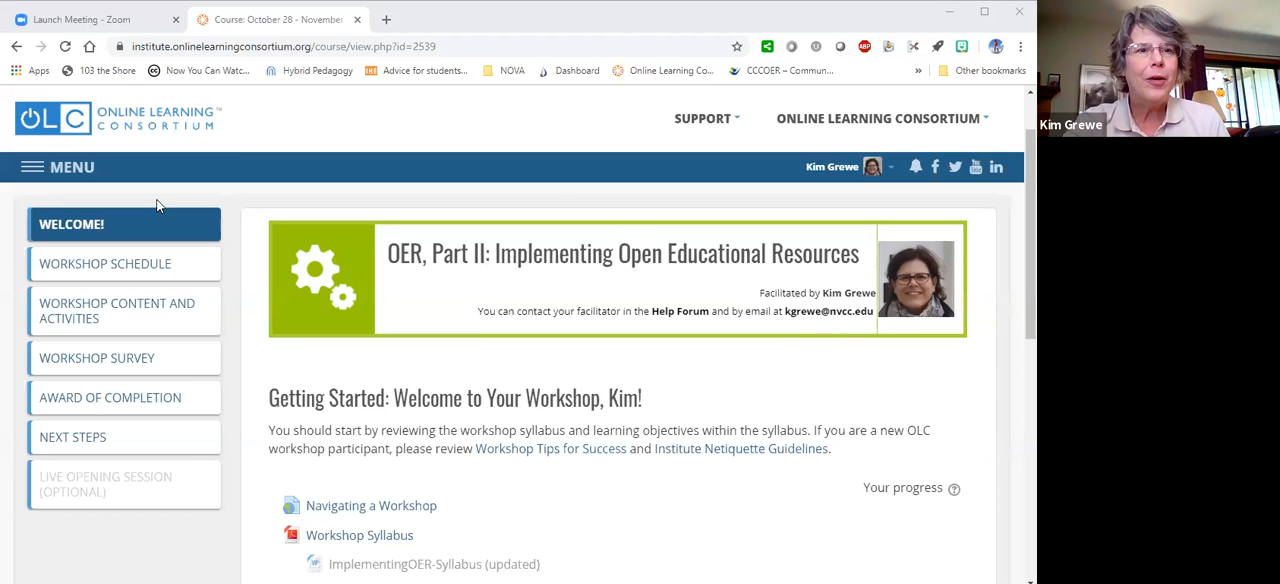 Launch Meeting - Zoom
Course: October 28 - November
institute.onlinelearningconsortium.org/course/view.php?id=2539
ABP
Apps
103 the Shore
Now You Can Wat...
Hybrid Pedagogy
Advice for students...
NOVA
Dashboard
Online Learning Co...
CCCOER – Commun...
»
Other bookmarks
OLC ONLINE LEARNING™
CONSORTIUM
SUPPORT
ONLINE LEARNING CONSORTIUM
MENU
Kim Grewe
Kim Grewe
WELCOME!
WORKSHOP SCHEDULE
WORKSHOP CONTENT AND
ACTIVITIES
WORKSHOP SURVEY
AWARD OF COMPLETION
NEXT STEPS
LIVE OPENING SESSION
(OPTIONAL)
OER, Part II: Implementing Open Educational Resources
Facilitated by Kim Grewe
You can contact your facilitator in the Help Forum and by email at kgrewe@nvcc.edu
Getting Started: Welcome to Your Workshop, Kim!
You should start by reviewing the workshop syllabus and learning objectives within the syllabus. If you are a new OLC
workshop participant, please review Workshop Tips for Success and Institute Netiquette Guidelines.
Your progress
Navigating a Workshop
Workshop Syllabus
ImplementingOER-Syllabus (updated)